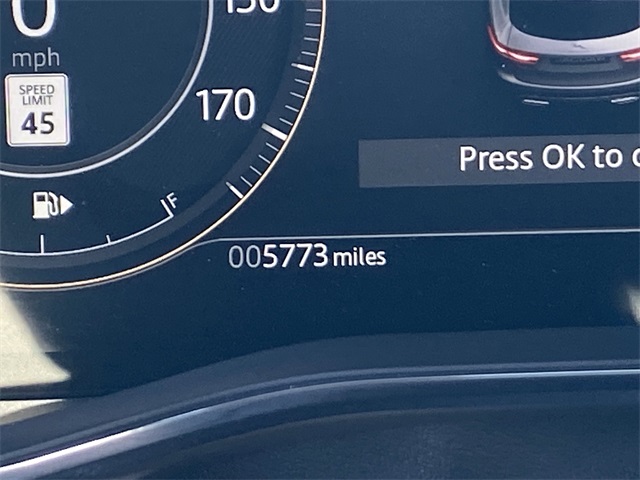 150
0
mph
SPEED
LIMIT
45
170
Press OK to
F
005773 miles